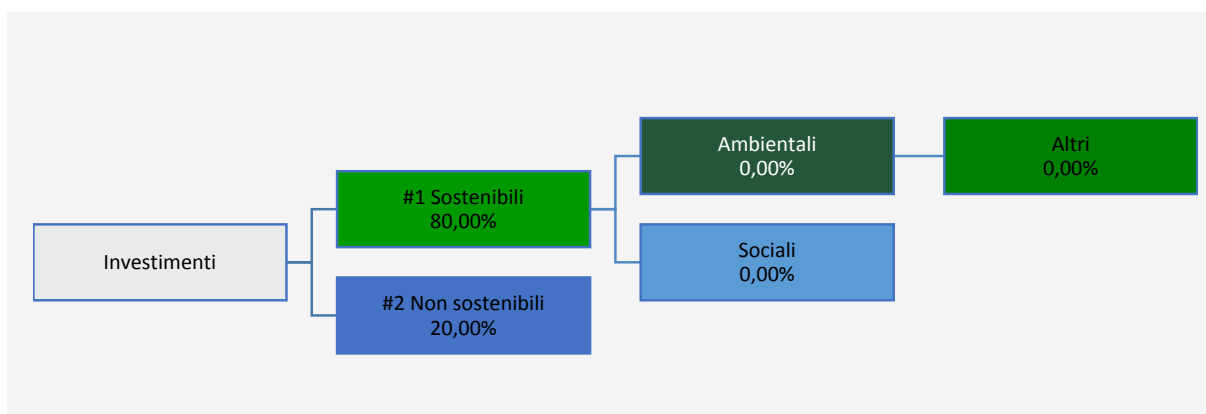 Investimenti
#1 Sostenibili
80,00%
#2 Non sostenibili
20,00%
Ambientali
0,00%
Sociali
0,00%
Altri
0,00%